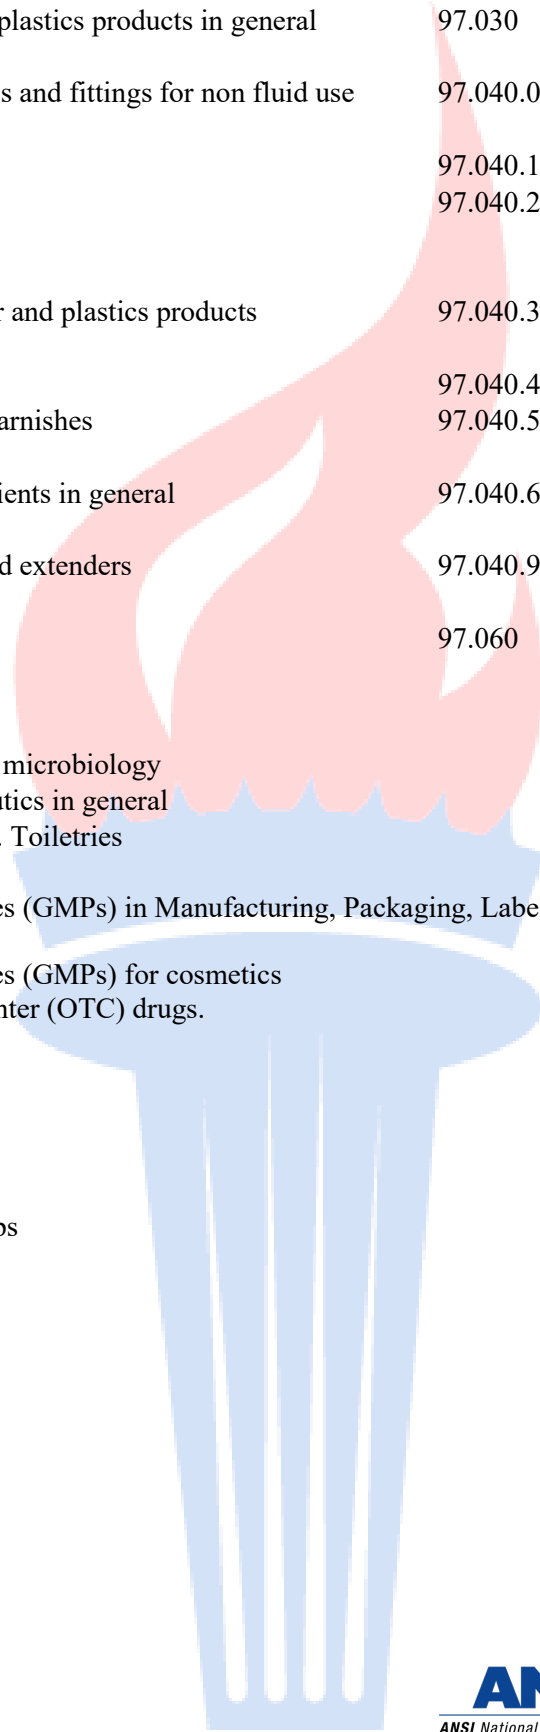 plastics products in general 97.030
s and fittings for non fluid use 97.040.0
97.040.1
97.040.2
r and plastics products 97.040.3
97.040.4
arnishes 97.040.5
ients in general 97.040.6
d extenders 97.040.9
97.060
microbiology
utics in general
. Toiletries
es (GMPs) in Manufacturing, Packaging, Labe
es (GMPs) for cosmetics
nter (OTC) drugs.
os
AN
ANSI National